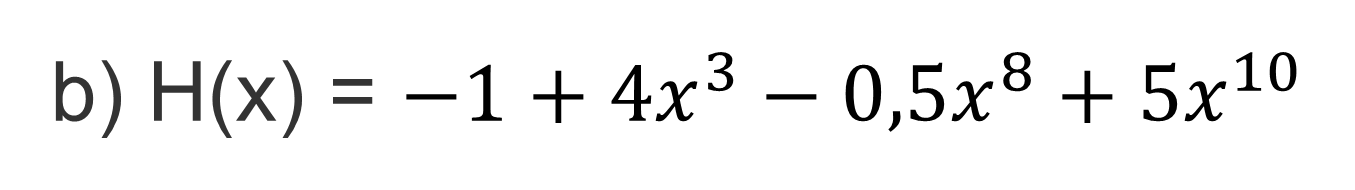 b) H(x) = −1 + 4x³ − 0,5x⁸ + 5x¹⁰